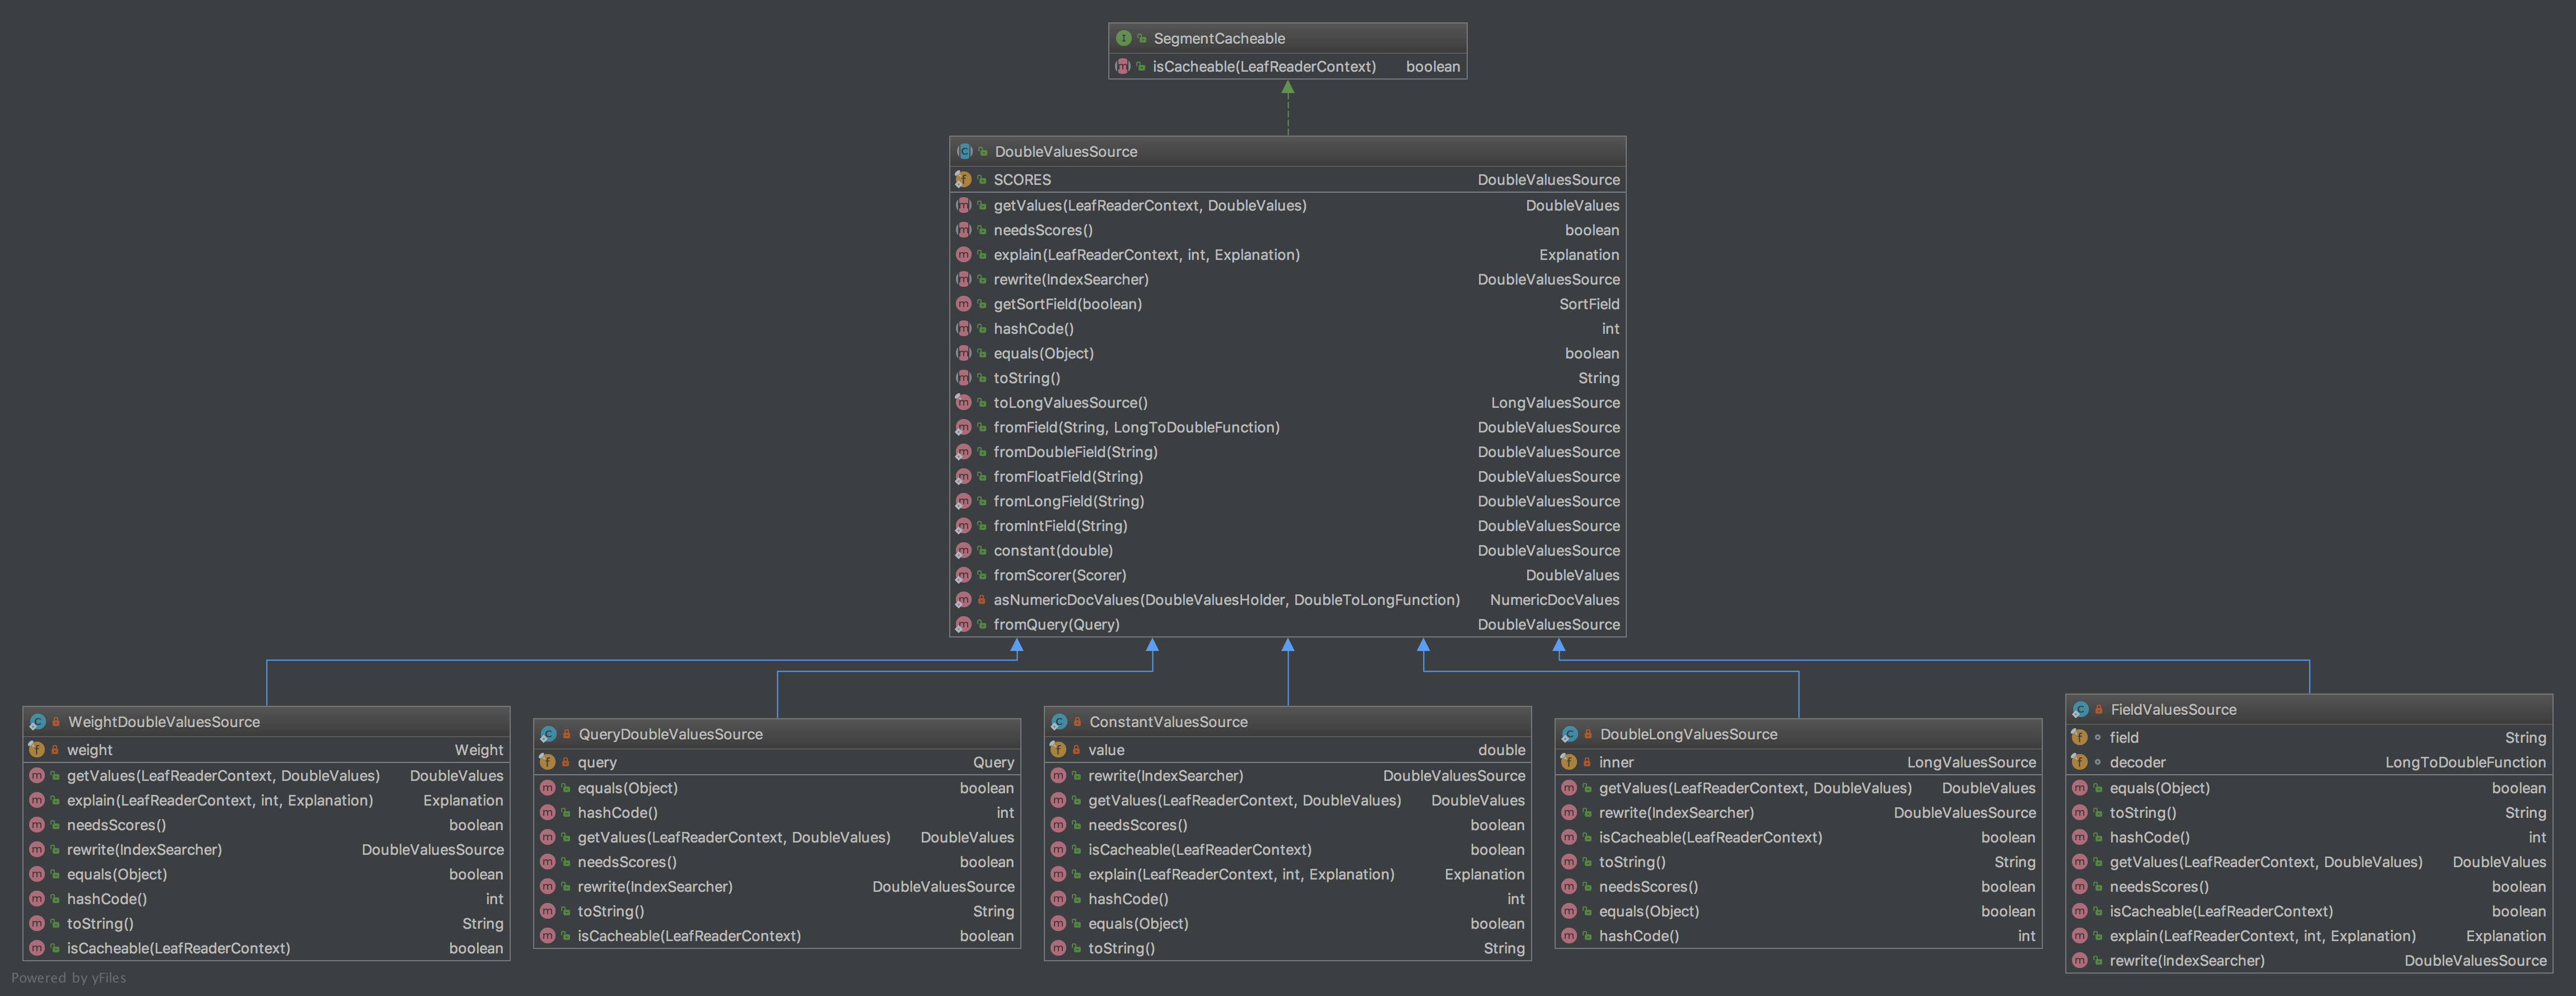 SegmentCacheable
isCacheable(LeafReaderContext) boolean
DoubleValuesSource
SCORES DoubleValuesSource
getValues(LeafReaderContext, DoubleValues) DoubleValues
needsScores() boolean
explain(LeafReaderContext, int, Explanation) Explanation
rewrite(IndexSearcher) DoubleValuesSource
getSortField(boolean) SortField
hashCode() int
equals(Object) boolean
toString() String
toLongValuesSource() LongValuesSource
fromField(String, LongToDoubleFunction) DoubleValuesSource
fromDoubleField(String) DoubleValuesSource
fromFloatField(String) DoubleValuesSource
fromLongField(String) DoubleValuesSource
fromIntField(String) DoubleValuesSource
constant(double) DoubleValuesSource
fromScorer(Scorer) DoubleValues
asNumericDocValues(DoubleValuesHolder, DoubleToLongFunction) NumericDocValues
fromQuery(Query) DoubleValuesSource
WeightDoubleValuesSource
weight Weight
getValues(LeafReaderContext, DoubleValues) DoubleValues
explain(LeafReaderContext, int, Explanation) Explanation
needsScores() boolean
rewrite(IndexSearcher) DoubleValuesSource
equals(Object) boolean
hashCode() int
toString() String
isCacheable(LeafReaderContext) boolean
QueryDoubleValuesSource
query Query
equals(Object) boolean
hashCode() int
getValues(LeafReaderContext, DoubleValues) DoubleValues
needsScores() boolean
rewrite(IndexSearcher) DoubleValuesSource
toString() String
isCacheable(LeafReaderContext) boolean
ConstantValuesSource
value double
rewrite(IndexSearcher) DoubleValuesSource
getValues(LeafReaderContext, DoubleValues) DoubleValues
needsScores() boolean
isCacheable(LeafReaderContext) boolean
explain(LeafReaderContext, int, Explanation) Explanation
hashCode() int
equals(Object) boolean
toString() String
DoubleLongValuesSource
inner LongValuesSource
getValues(LeafReaderContext, DoubleValues) DoubleValues
rewrite(IndexSearcher) DoubleValuesSource
isCacheable(LeafReaderContext) boolean
toString() String
needsScores() boolean
equals(Object) boolean
hashCode() int
FieldValuesSource
field String
decoder LongToDoubleFunction
equals(Object) boolean
toString() String
hashCode() int
getValues(LeafReaderContext, DoubleValues) DoubleValues
needsScores() boolean
isCacheable(LeafReaderContext) boolean
explain(LeafReaderContext, int, Explanation) Explanation
rewrite(IndexSearcher) DoubleValuesSource
Powered by yFiles